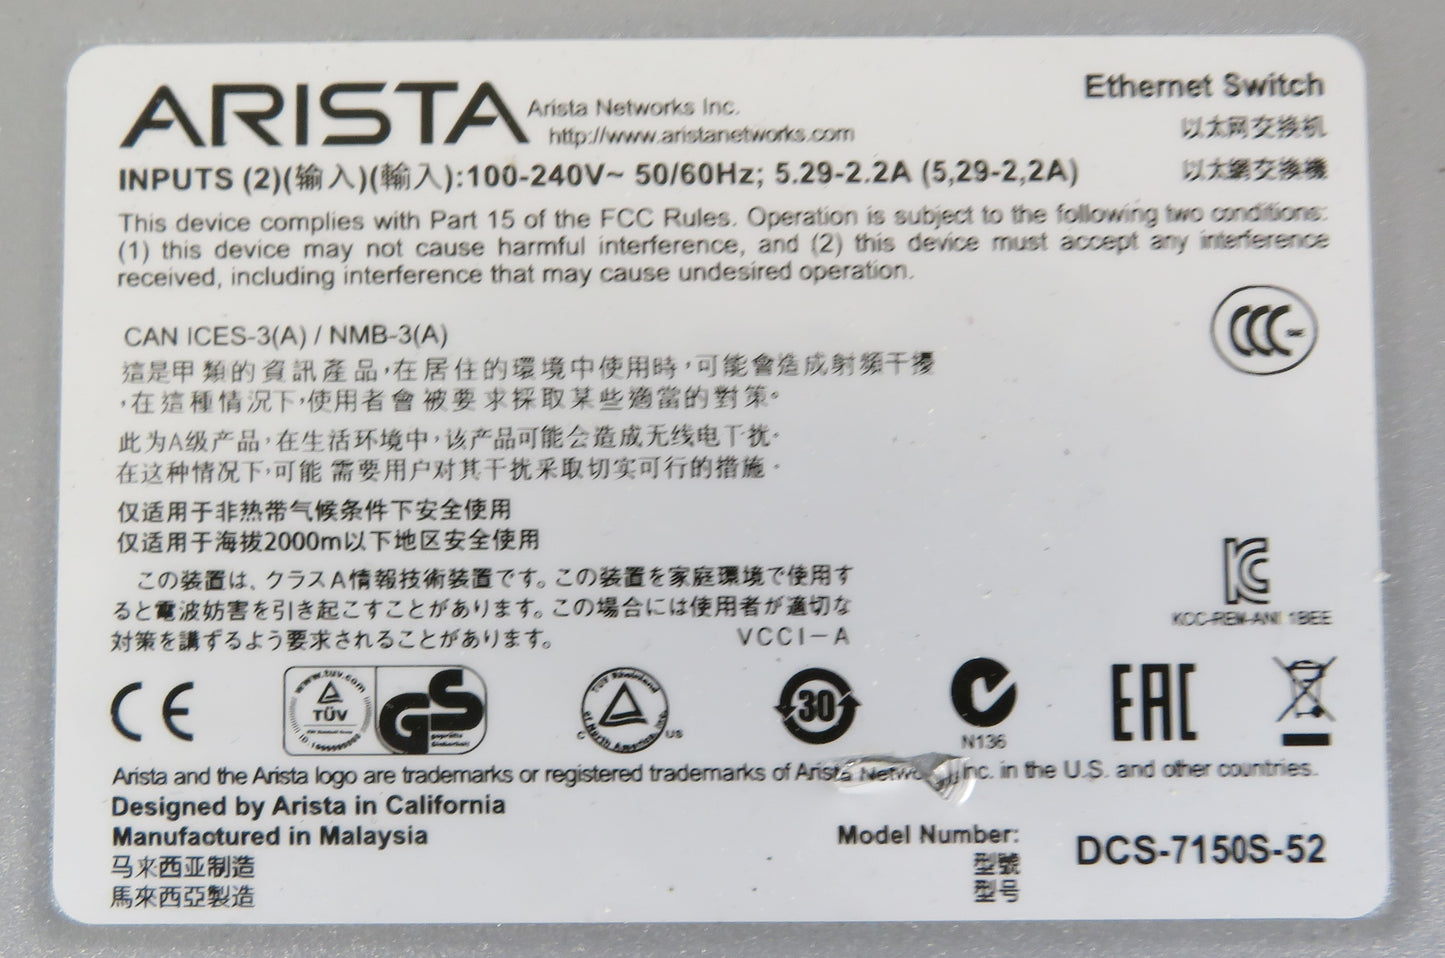 ARISTA Arista Networks Inc.
http://www.aristanetworks.com
Ethernet Switch
以太网交换机
以太網交換機
INPUTS (2)(输入)(輸入):100-240V~ 50/60Hz; 5.29-2.2A (5,29-2,2A)
This device complies with Part 15 of the FCC Rules. Operation is subject to the following two conditions:
(1) this device may not cause harmful interference, and (2) this device must accept any interference
received, including interference that may cause undesired operation.
CCC
CAN ICES-3(A) / NMB-3(A)
這是甲類的資訊產品,在居住的環境中使用時,可能會造成射頻干擾
,在這種情況下,使用者會被要求採取某些適當的對策。
此为A级产品,在生活环境中,该产品可能会造成无线电干扰.
在这种情况下,可能需要用户对其干扰采取切实可行的措施.
仅适用于非热带气候条件下安全使用
仅适用于海拔2000m以下地区安全使用
この装置は、クラスA情報技術装置です。この装置を家庭環境で使用す
ると電波妨害を引き起こすことがあります。この場合には使用者が適切な
対策を講ずるよう要求されることがあります。 VCCI-A
KC
KCC-REM-ANI 1BEE
CE
www.tuv.com
TÜV
GS
geprüfte
Sicherheit
TÜV Rheinland
North America, Inc.
C US
30
N136
EAC
Arista and the Arista logo are trademarks or registered trademarks of Arista Inc. in the U.S. and other countries.
Designed by Arista in California
Manufactured in Malaysia
马来西亚制造
馬來西亞製造
Model Number: DCS-7150S-52
型號
型号